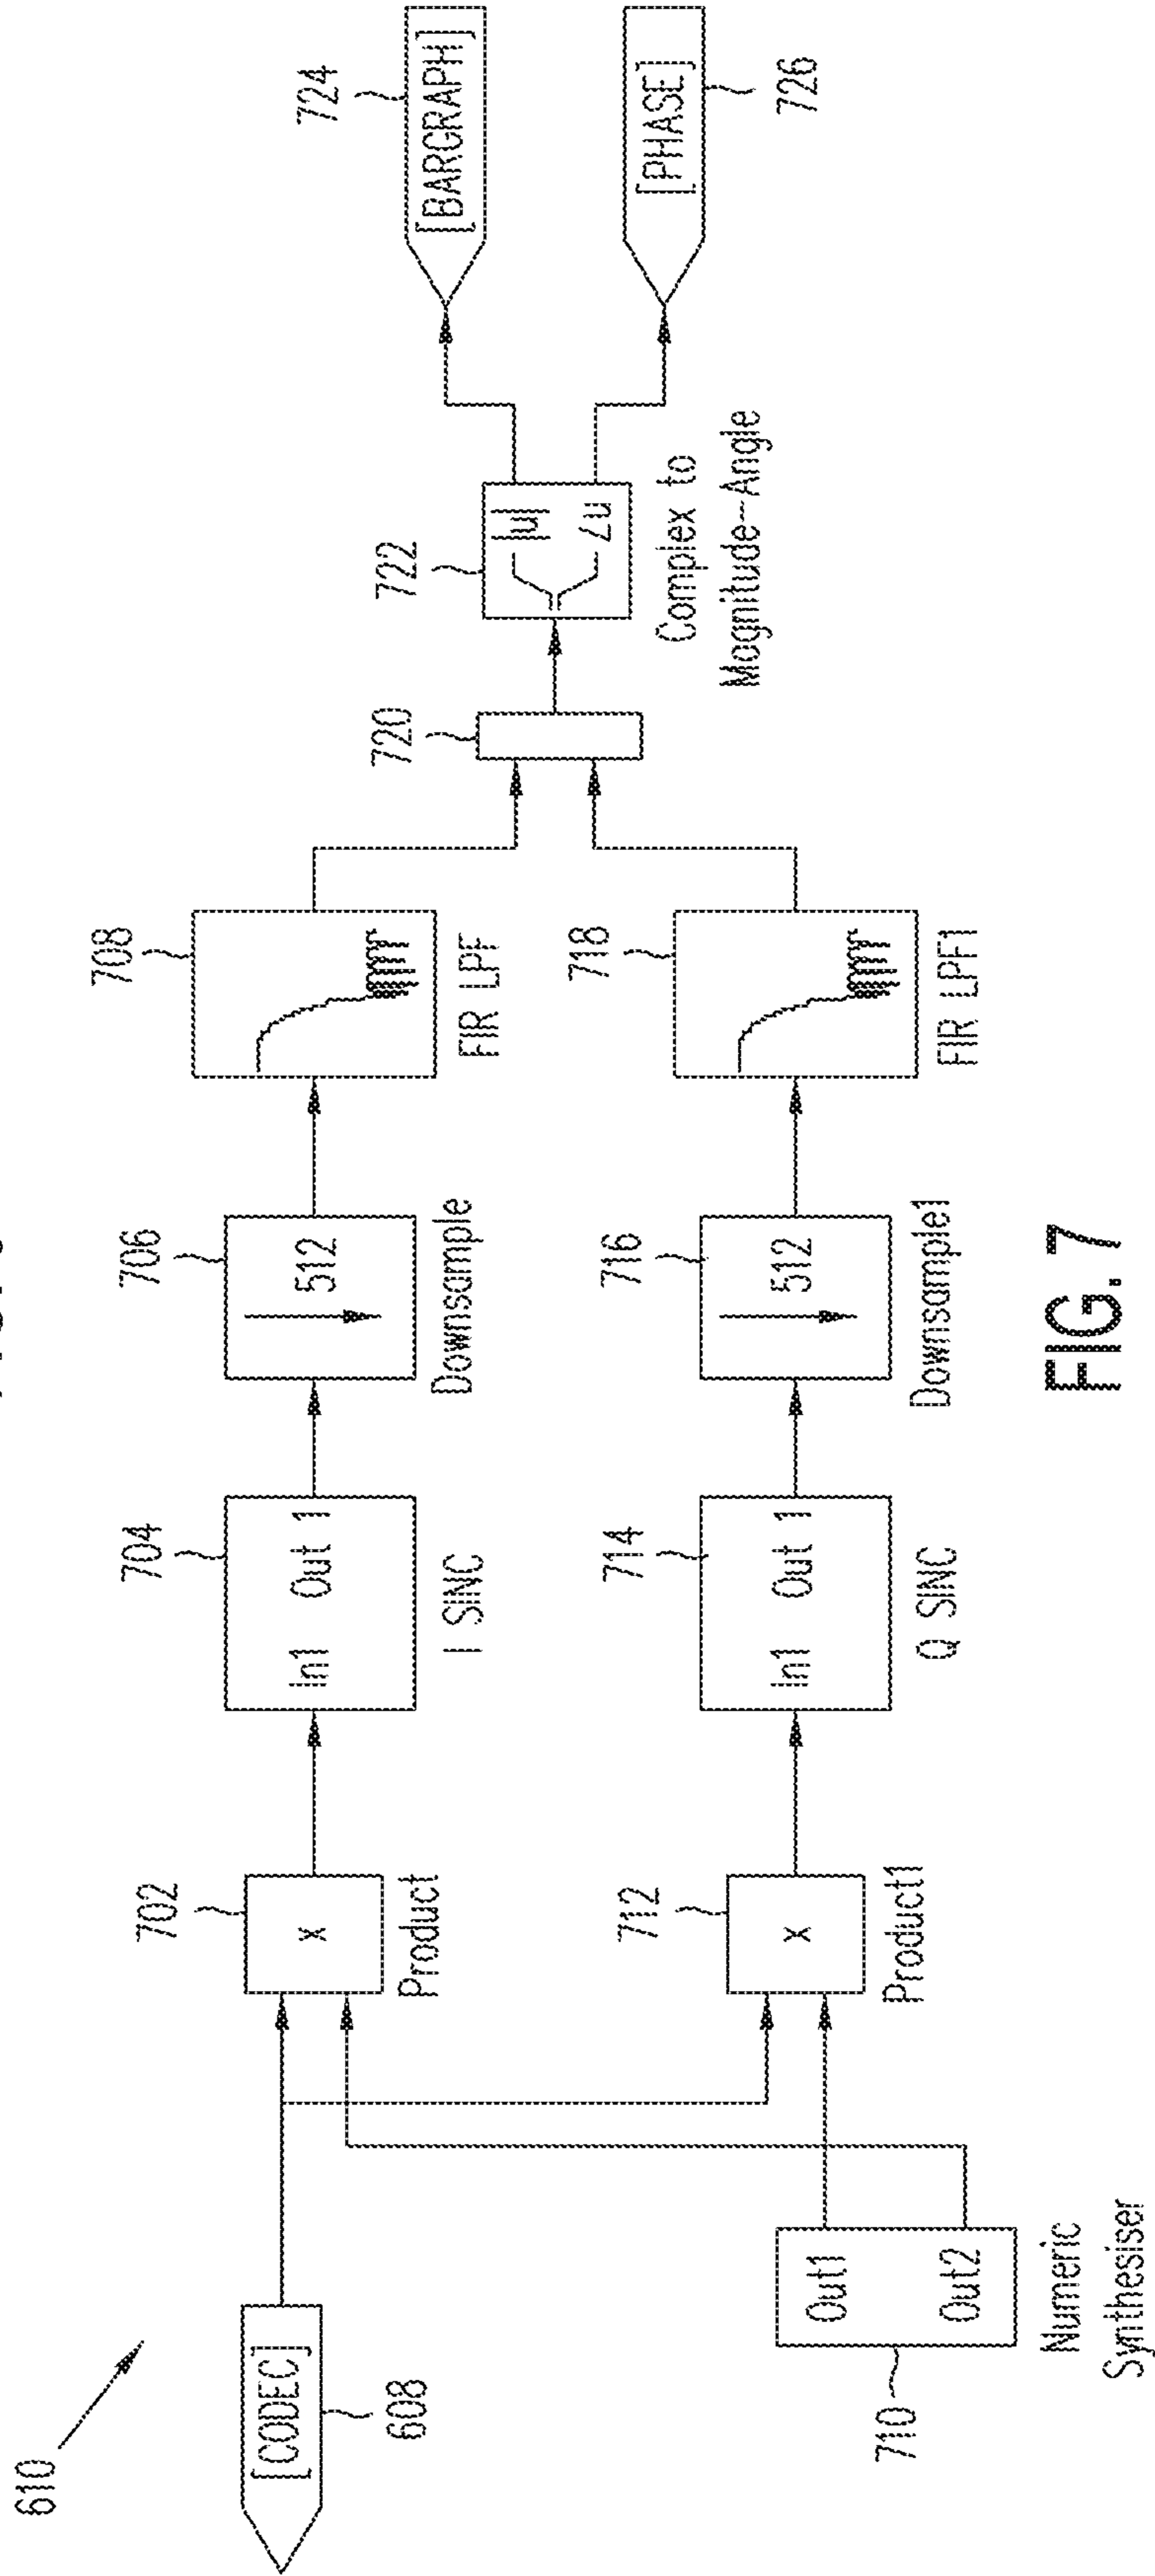 610
[CODEC]
608
710
Out1
Out2
Numeric
Synthesiser
702
x
Product
712
x
Product1
704
In1 Out 1
I SINC
714
In1 Out 1
Q SINC
706
512
Downsample
716
512
Downsample1
708
FIR LPF
718
FIR LPF1
720
722
|u|
∠u
Complex to
Magnitude-Angle
724
[BARGRAPH]
[PHASE]
726
FIG. 7